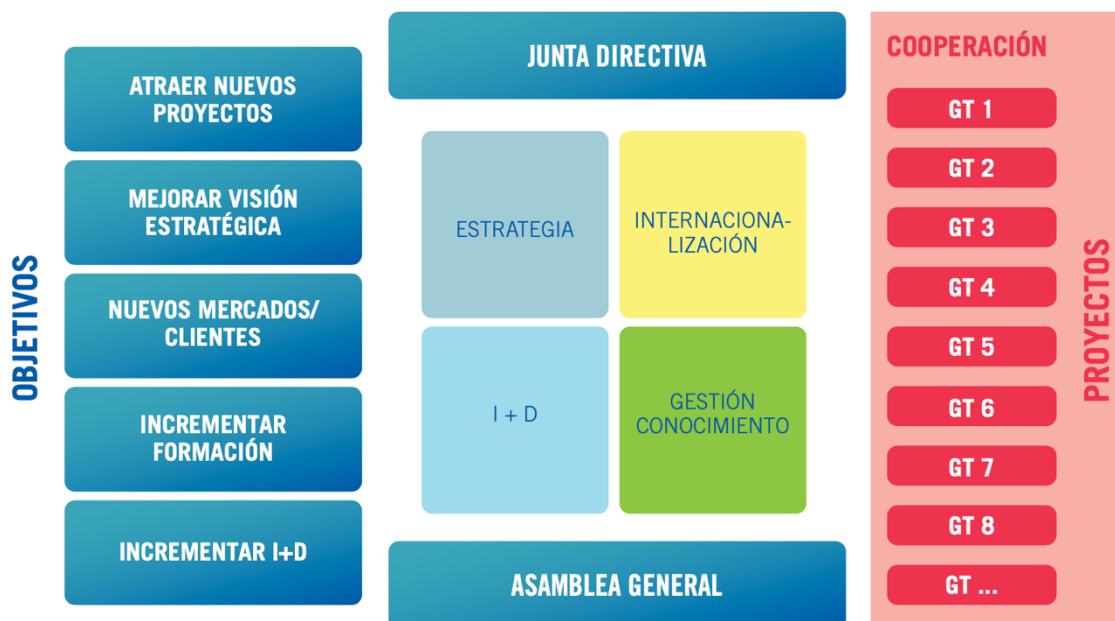 OBJETIVOS
ATRAER NUEVOS
PROYECTOS
MEJORAR VISIÓN
ESTRATÉGICA
NUEVOS MERCADOS/
CLIENTES
INCREMENTAR
FORMACIÓN
INCREMENTAR I+D
JUNTA DIRECTIVA
ESTRATEGIA
INTERNACIONA-
LIZACIÓN
I + D
GESTIÓN
CONOCIMIENTO
ASAMBLEA GENERAL
COOPERACIÓN
GT 1
GT 2
GT 3
GT 4
GT 5
GT 6
GT 7
GT 8
GT ...
PROYECTOS